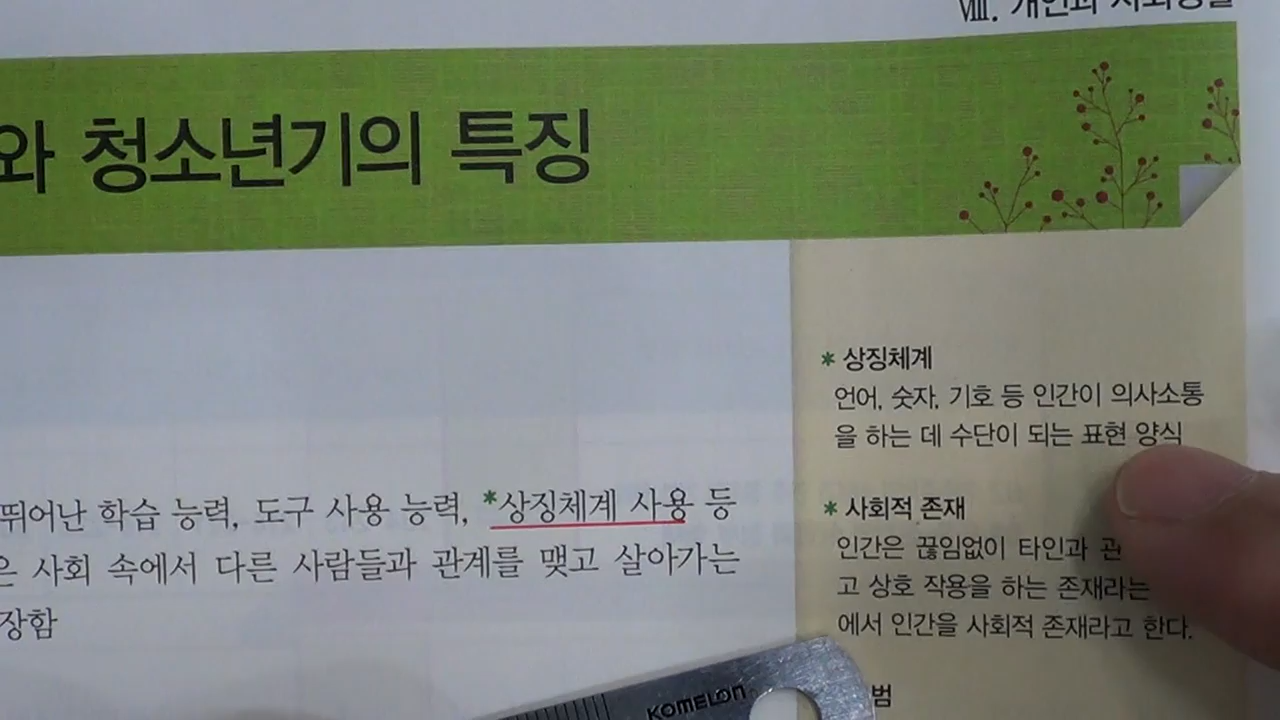 Ⅷ. 개인과 사회생활
와 청소년기의 특징
* 상징체계
언어, 숫자, 기호 등 인간이 의사소통
을 하는 데 수단이 되는 표현 양식
뛰어난 학습 능력, 도구 사용 능력, *상징체계 사용 등
은 사회 속에서 다른 사람들과 관계를 맺고 살아가는
장함
* 사회적 존재
인간은 끊임없이 타인과 관
고 상호 작용을 하는 존재라는
에서 인간을 사회적 존재라고 한다.
범
KOMELON